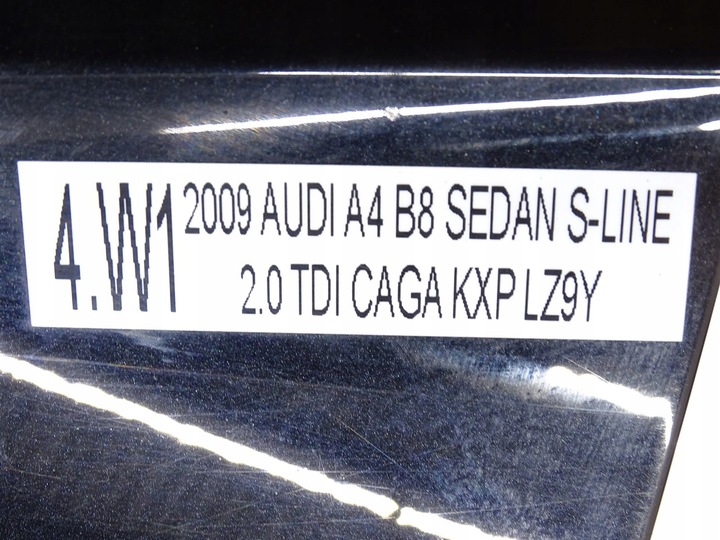 4.W1
2009 AUDI A4 B8 SEDAN S-LINE
2.0 TDI CAGA KXP LZ9Y